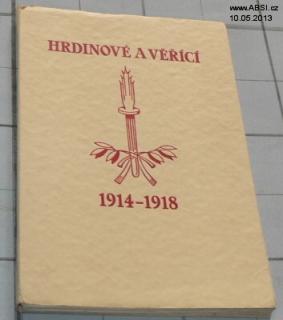 www.ABSI.cz
10.05.2013
HRDINOVÉ A VĚŘÍCÍ
1914-1918